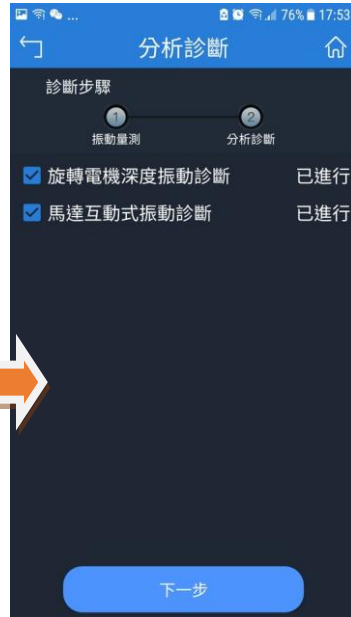 ... 76% 17:53
分析診斷
診斷步驟
1 2
振動量測 分析診斷
旋轉電機深度振動診斷 已進行
馬達互動式振動診斷 已進行
下一步